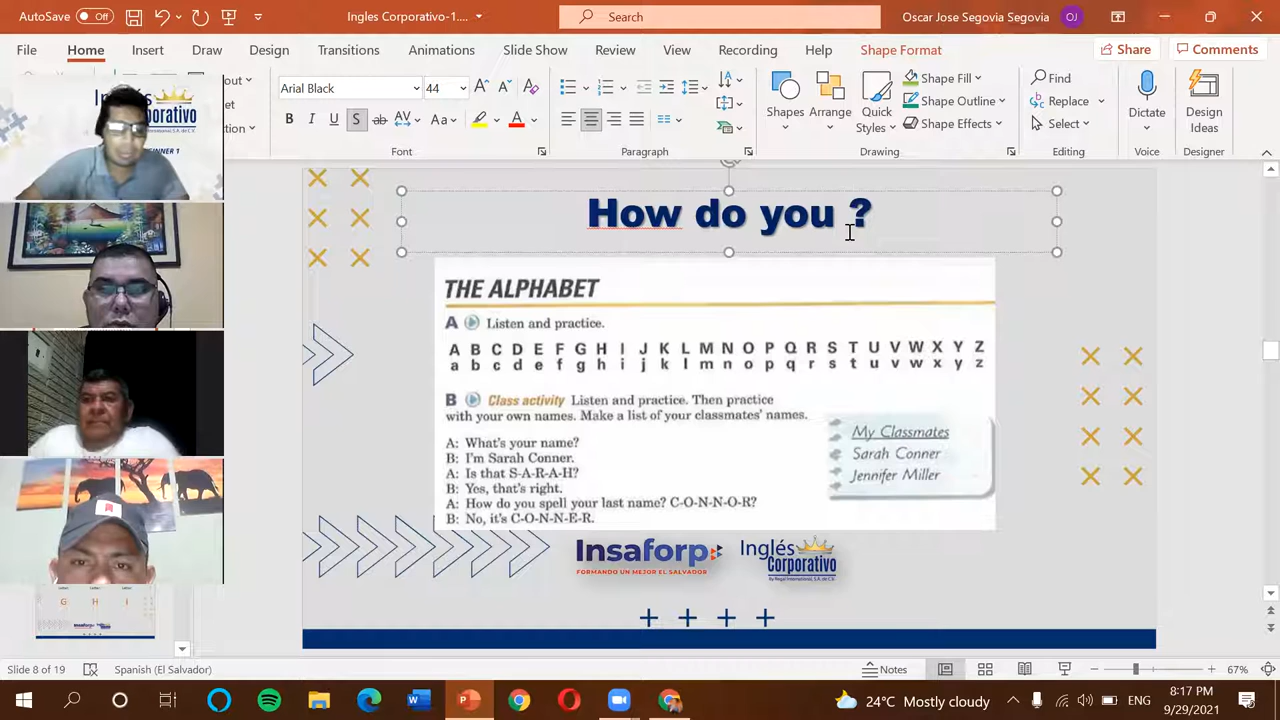 AutoSave Off Ingles Corporativo-1.... Search Oscar Jose Segovia Segovia OJ
File Home Insert Draw Design Transitions Animations Slide Show Review View Recording Help Shape Format Share Comments
Arial Black 44 Shape Fill Find
Shape Outline Replace
Shapes Arrange Quick Styles Shape Effects Select Dictate Design Ideas
Font Paragraph Drawing Editing Voice Designer
How do you ?
THE ALPHABET
A Listen and practice.
A B C D E F G H I J K L M N O P Q R S T U V W X Y Z
a b c d e f g h i j k l m n o p q r s t u v w x y z
B Class activity Listen and practice. Then practice
with your own names. Make a list of your classmates' names.
A: What's your name?
B: I'm Sarah Conner.
A: Is that S-A-R-A-H?
B: Yes, that's right.
A: How do you spell your last name? C-O-N-N-O-R?
B: No, it's C-O-N-N-E-R.
My Classmates
Sarah Conner
Jennifer Miller
Insaforp
FORMANDO UN MEJOR EL SALVADOR
Inglés
Corporativo
by Regal International, S.A. de C.V.
G H I
Slide 8 of 19 Spanish (El Salvador) Notes 67%
24°C Mostly cloudy ENG 8:17 PM
9/29/2021